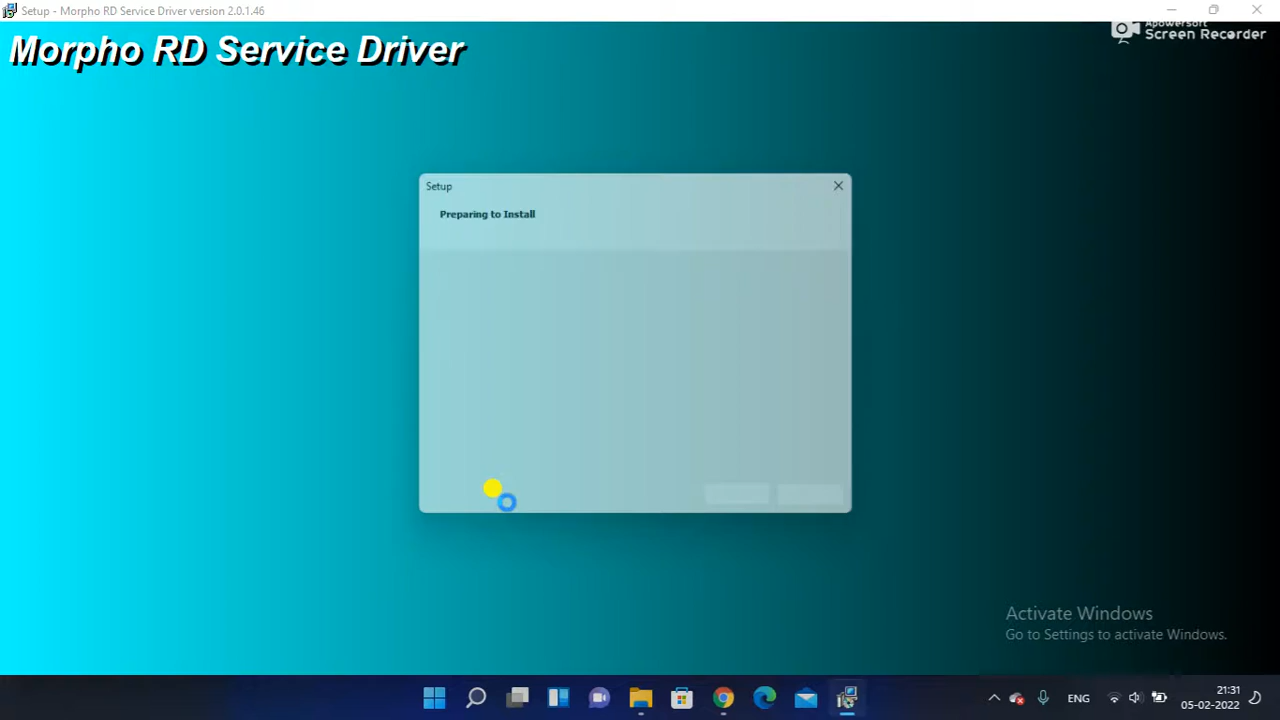 Setup - Morpho RD Service Driver version 2.0.1.46
Morpho RD Service Driver
Apowersoft
Screen Recorder
Setup
Preparing to Install
Activate Windows
Go to Settings to activate Windows.
ENG
21:31
05-02-2022